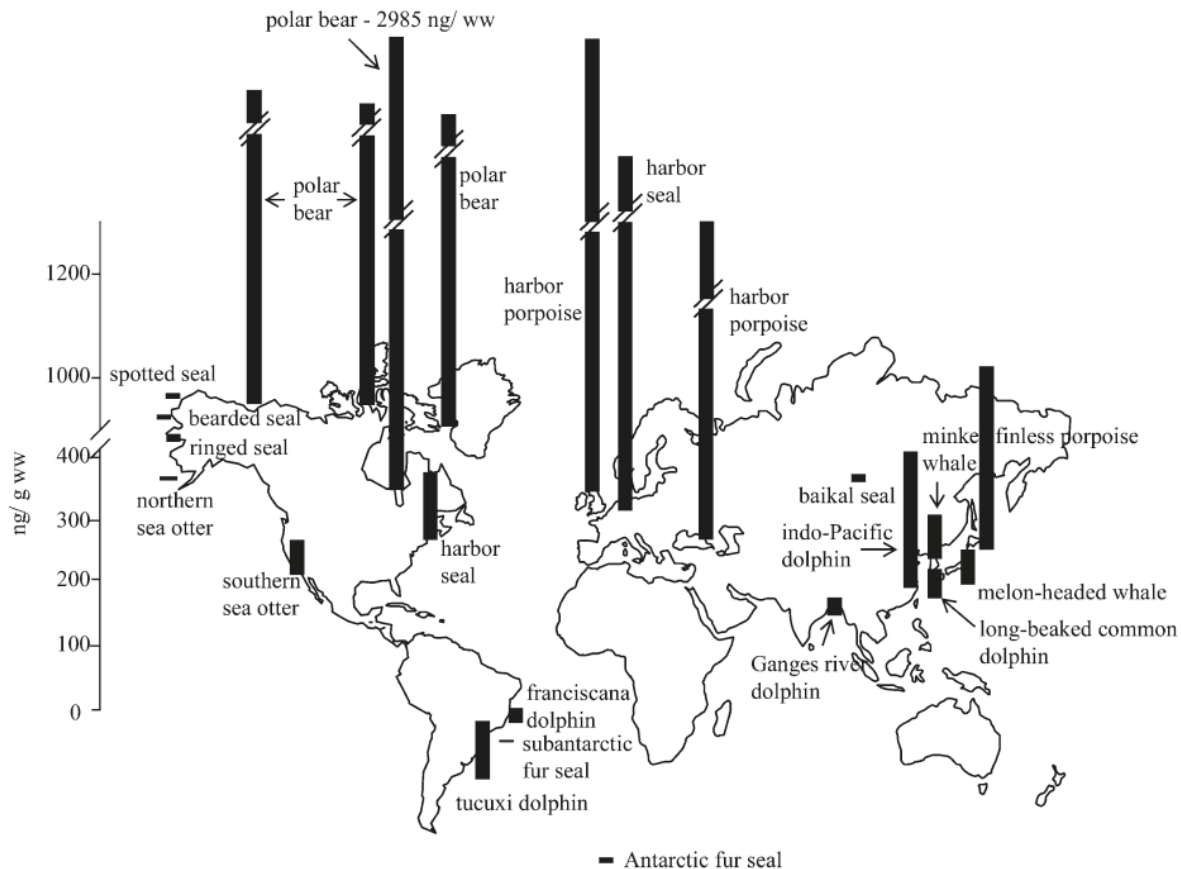 polar bear - 2985 ng/ ww
harbor
seal
polar
bear
polar
bear
1200
harbor
porpoise
harbor
porpoise
1000
spotted seal
bearded seal
ringed seal
400
minke
whale
finless porpoise
ng/ g ww
northern
sea otter
baikal seal
300
indo-Pacific
dolphin
harbor
seal
southern
sea otter
200
melon-headed whale
long-beaked common
dolphin
100
Ganges river
dolphin
franciscana
dolphin
0
subantarctic
fur seal
tucuxi dolphin
Antarctic fur seal